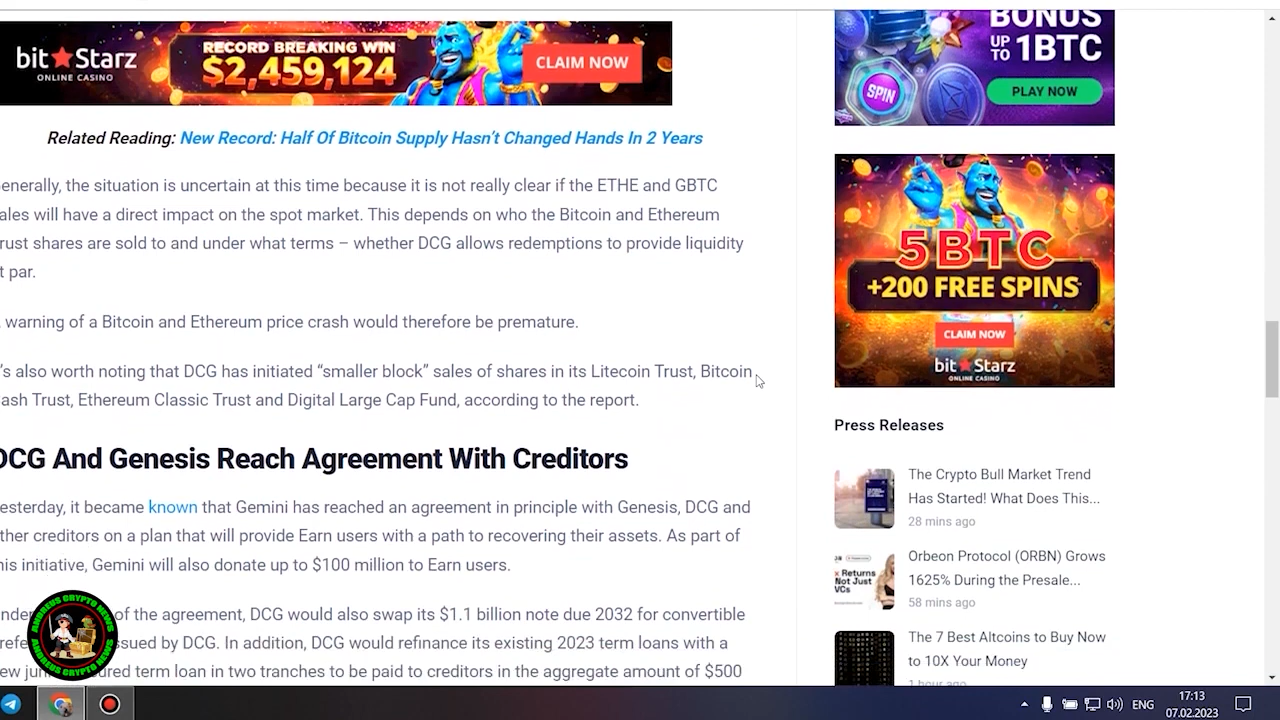 BONUS
UP TO 1BTC
SPIN
PLAY NOW
bit★Starz
ONLINE CASINO
RECORD BREAKING WIN
$2,459,124
CLAIM NOW
Related Reading: New Record: Half Of Bitcoin Supply Hasn't Changed Hands In 2 Years
enerally, the situation is uncertain at this time because it is not really clear if the ETHE and GBTC
ales will have a direct impact on the spot market. This depends on who the Bitcoin and Ethereum
rust shares are sold to and under what terms – whether DCG allows redemptions to provide liquidity
t par.
warning of a Bitcoin and Ethereum price crash would therefore be premature.
's also worth noting that DCG has initiated “smaller block” sales of shares in its Litecoin Trust, Bitcoin
ash Trust, Ethereum Classic Trust and Digital Large Cap Fund, according to the report.
DCG And Genesis Reach Agreement With Creditors
esterday, it became known that Gemini has reached an agreement in principle with Genesis, DCG and
ther creditors on a plan that will provide Earn users with a path to recovering their assets. As part of
his initiative, Gemini will also donate up to $100 million to Earn users.
nde of the agreement, DCG would also swap its $1.1 billion note due 2032 for convertible
refe ssued by DCG. In addition, DCG would refinance its existing 2023 term loans with a
ew jun ured term loan in two tranches to be paid to creditors in the aggregate amount of $500
5BTC
+200 FREE SPINS
CLAIM NOW
bit★Starz
ONLINE CASINO
Press Releases
The Crypto Bull Market Trend
Has Started! What Does This...
28 mins ago
Orbeon Protocol (ORBN) Grows
1625% During the Presale...
58 mins ago
The 7 Best Altcoins to Buy Now
to 10X Your Money
1 hour ago
Returns
Not Just
VCs
ENG
17:13
07.02.2023